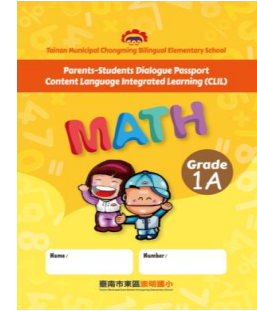 Tainan Municipal Chongming Bilingual Elementary School
Parents-Students Dialogue Passport
Content Language Integrated Learning (CLIL)
MATH
Grade
1A
Name :
Number :
臺南市東區崇明國小